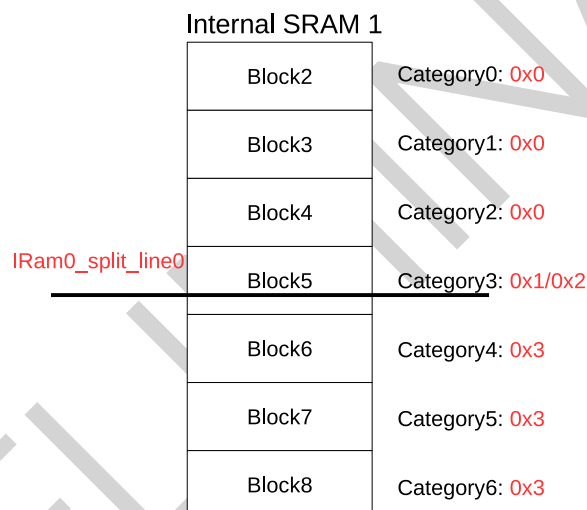 Internal SRAM 1
Block2 Category0: 0x0
Block3 Category1: 0x0
Block4 Category2: 0x0
IRam0_split_line0
Block5 Category3: 0x1/0x2
Block6 Category4: 0x3
Block7 Category5: 0x3
Block8 Category6: 0x3